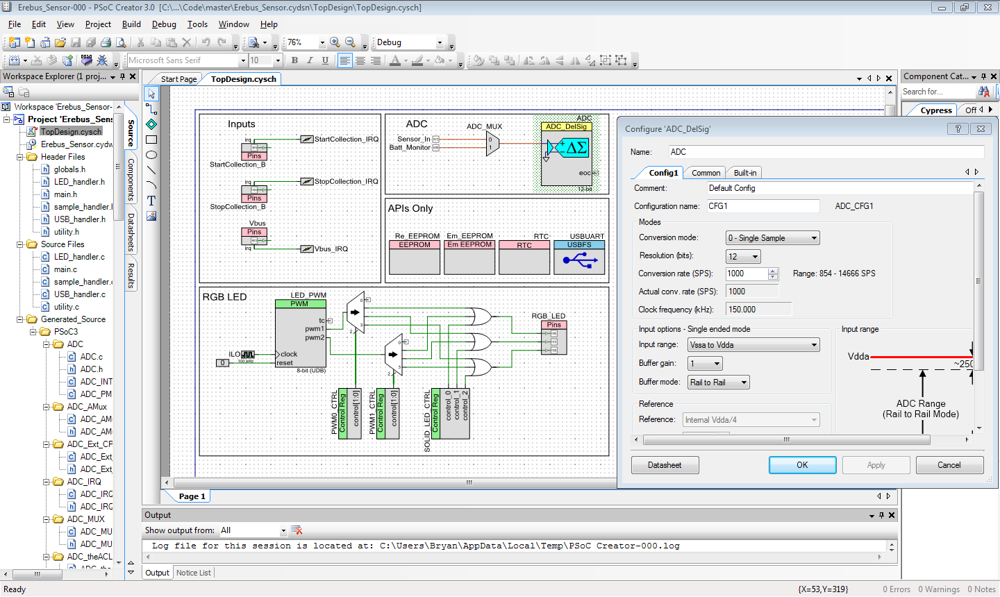 Erebus_Sensor-000 - PSoC Creator 3.0 [C:\...\Code\master\Erebus_Sensor.cydsn\TopDesign\TopDesign.cysch]
File Edit View Project Build Debug Tools Window Help
76% Debug
Microsoft Sans Serif 10 B I U A
Workspace Explorer (1 proj...
Workspace 'Erebus_Sensor-
Project 'Erebus_Sens
TopDesign.cysch
Erebus_Sensor.cydw
Header Files
globals.h
LED_handler.h
main.h
sample_handler.h
USB_handler.h
utility.h
Source Files
LED_handler.c
main.c
sample_handler.c
USB_handler.c
utility.c
Generated_Source
PSoC3
ADC
ADC.c
ADC.h
ADC_INT
ADC_PM
ADC_AMux
ADC_AM
ADC_AM
ADC_Ext_CP
ADC_Ext_
ADC_Ext_
ADC_IRQ
ADC_IRQ
ADC_IRQ
ADC_MUX
ADC_MU
ADC_MU
ADC_theACL
Source
Components
Datasheets
Results
Start Page TopDesign.cysch
T
Inputs
irq
StartCollection_IRQ
Pins
StartCollection_B
irq
StopCollection_IRQ
Pins
StopCollection_B
Vbus
Pins
irq
Vbus_IRQ
ADC
ADC_MUX
Sensor_In
Batt_Monitor
0
1
ADC
ADC_DelSig
ΔΣ
eoc
12-bit
APIs Only
Re_EEPROM Em_EEPROM RTC USBUART
EEPROM Em EEPROM RTC USBFS
RGB LED
LED_PWM
PWM
tc
pwm1
pwm2
ILO
100 kHz
clock
0
reset
8-bit (UDB)
0
1
3
2
0
1
3
2
RGB_LED
Pins
PWM0_CTRL
Control Reg
control[1:0]
PWM1_CTRL
Control Reg
control[1:0]
SOLID_LED_CTRL
Control Reg
control_0
control_1
control_2
Page 1
Output
Show output from: All
Log file for this session is located at: C:\Users\Bryan\AppData\Local\Temp\PSoC Creator-000.log
Output Notice List
Component Cat...
Search for...
Cypress Off
Configure 'ADC_DelSig'
?
Name: ADC
Config1 Common Built-in
Comment: Default Config
Configuration name: CFG1 ADC_CFG1
Modes
Conversion mode: 0 - Single Sample
Resolution (bits): 12
Conversion rate (SPS): 1000 Range: 854 - 14666 SPS
Actual conv. rate (SPS): 1000
Clock frequency (kHz): 150.000
Input options - Single ended mode
Input range: Vssa to Vdda
Buffer gain: 1
Buffer mode: Rail to Rail
Reference
Reference: Internal Vdda/4
Input range
Vdda
~250
ADC Range
(Rail to Rail Mode)
Datasheet OK Apply Cancel
Ready {X=53,Y=319} 0 Errors 0 Warnings 0 Notes